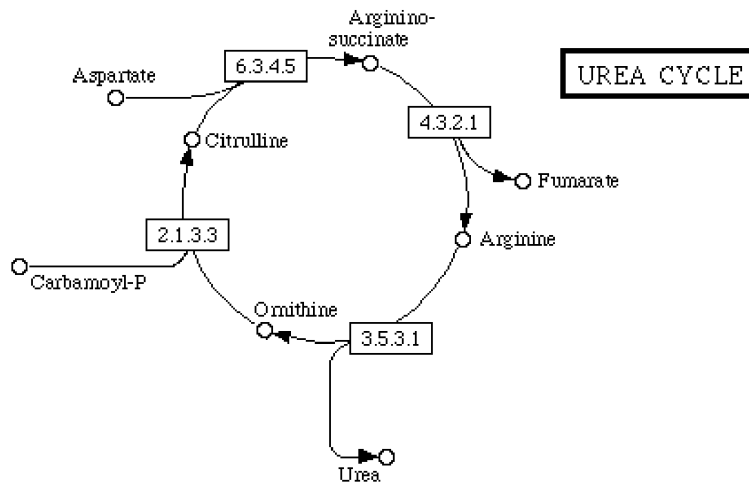 Arginino-
succinate
UREA CYCLE
6.3.4.5
Aspartate
4.3.2.1
Citrulline
Fumarate
2.1.3.3
Arginine
Carbamoyl-P
Ornithine
3.5.3.1
Urea